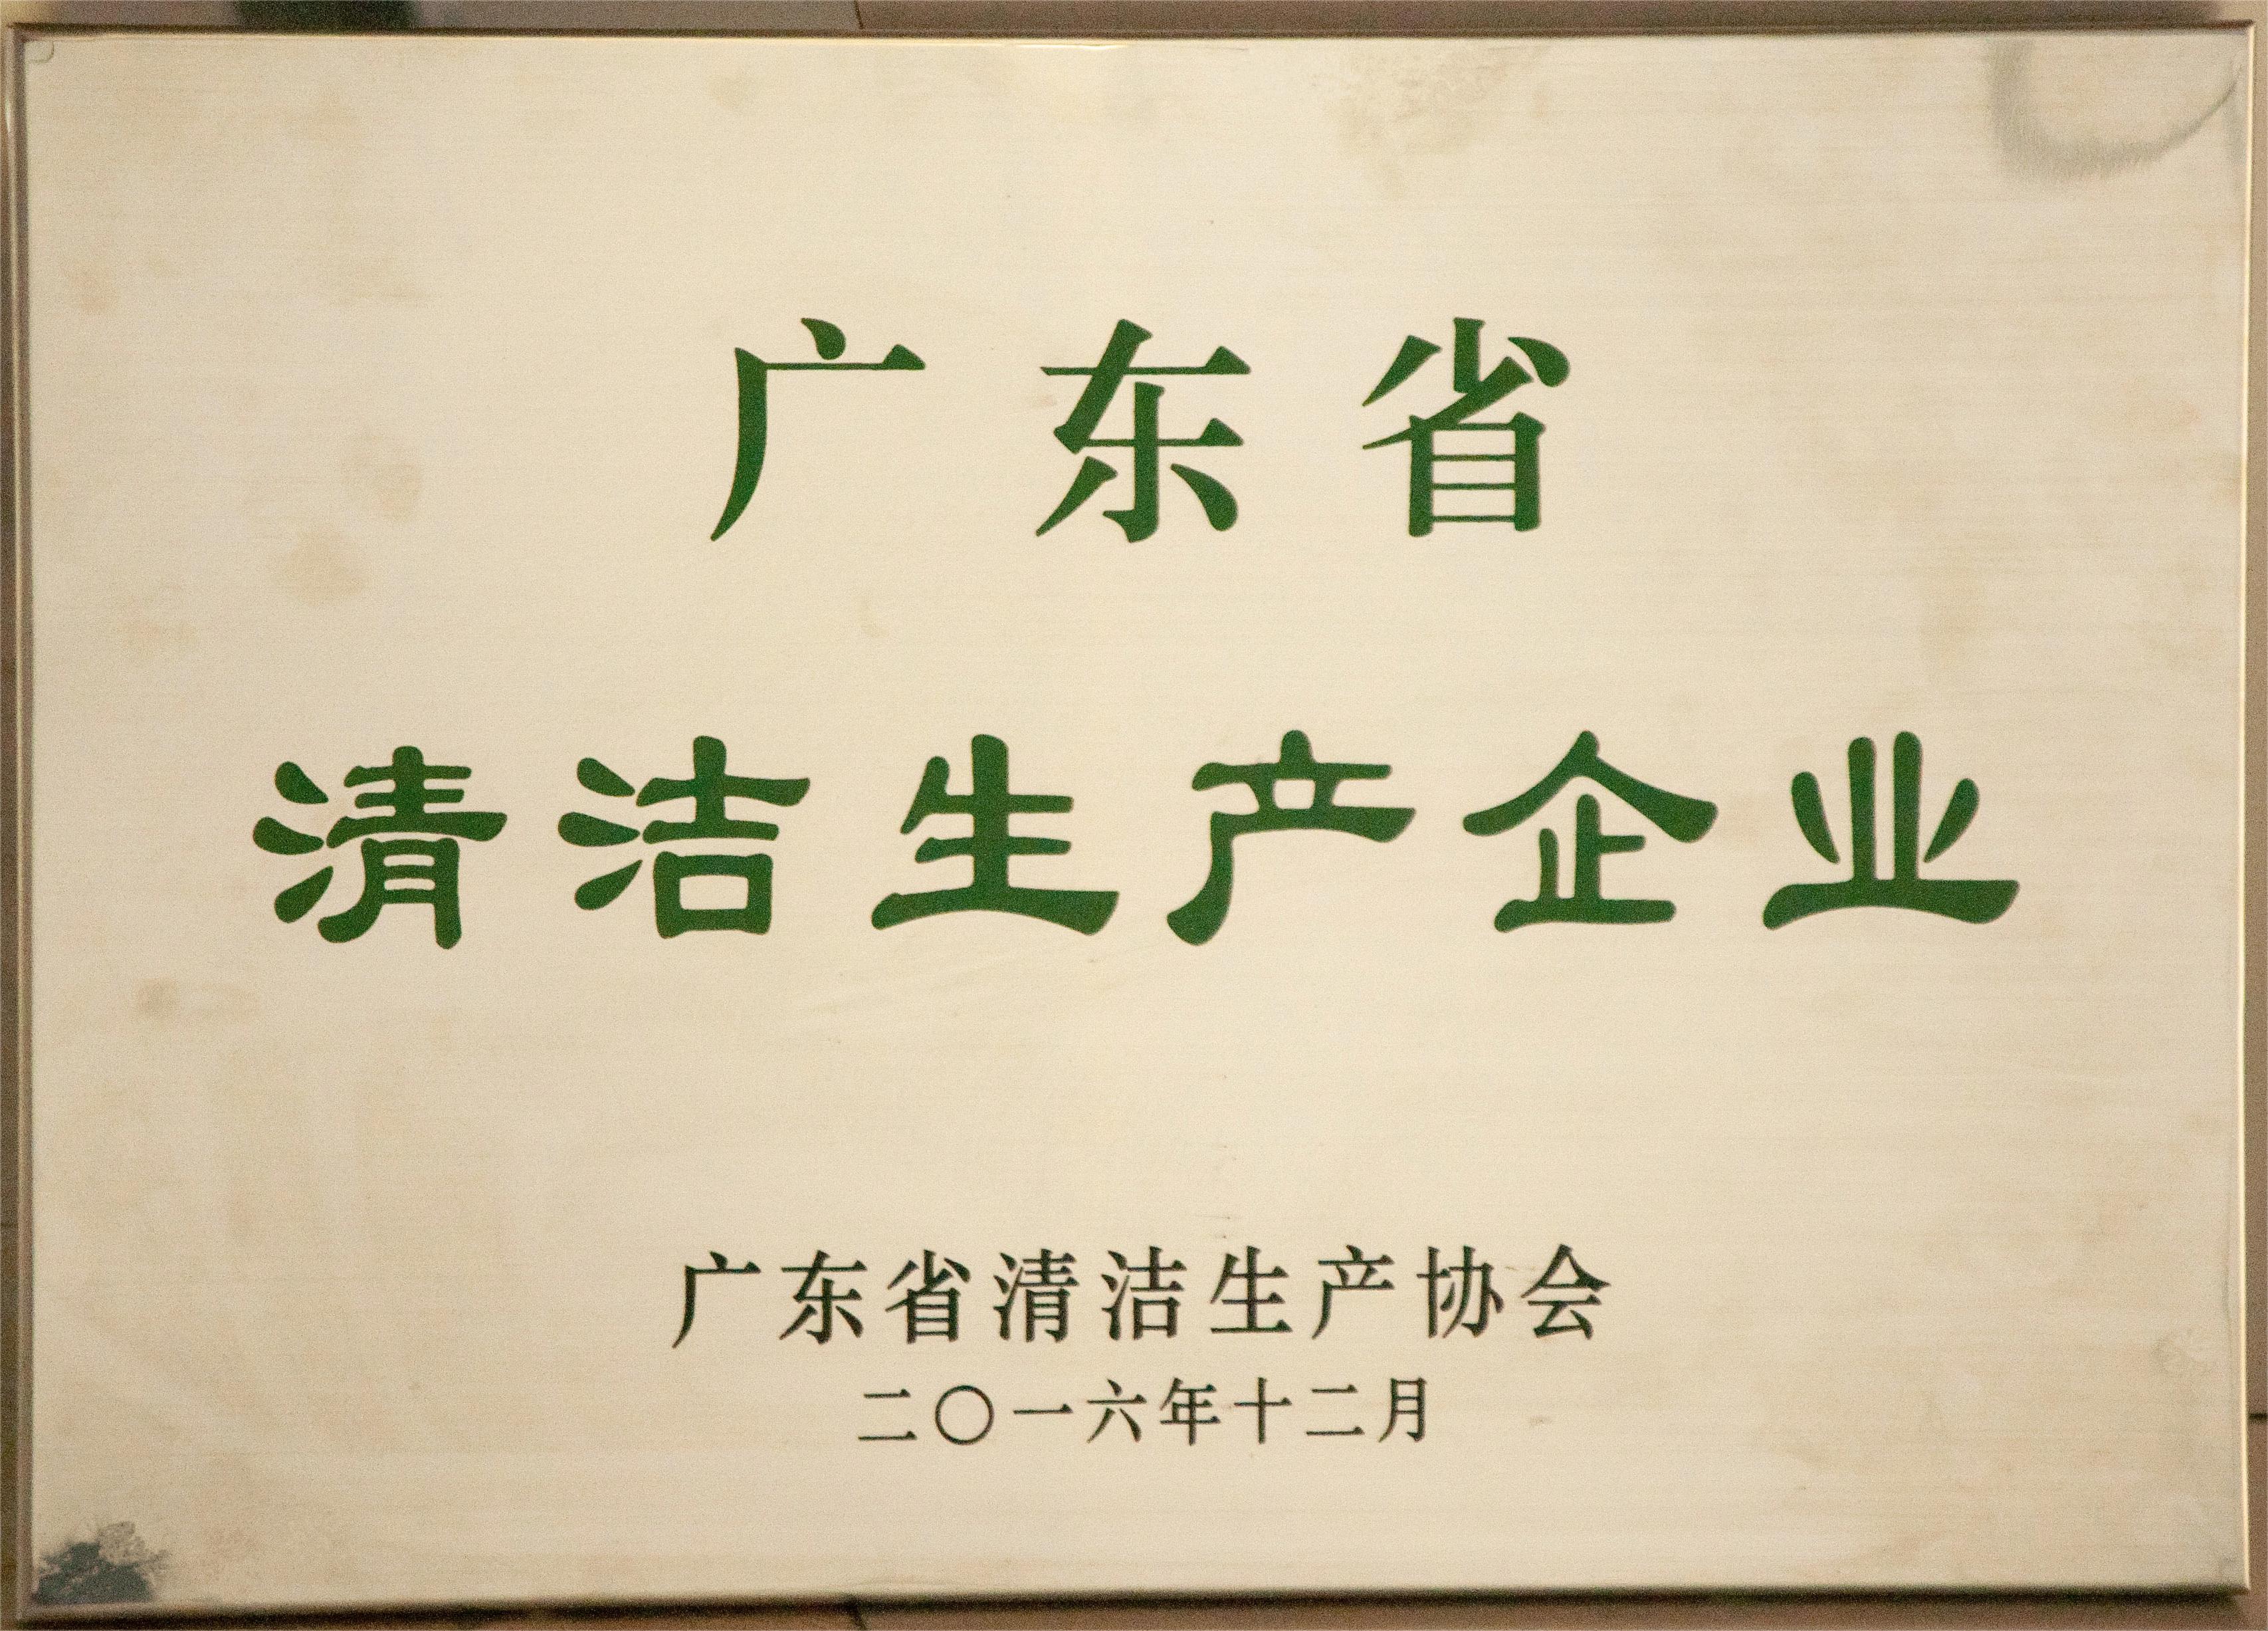 广东省
清洁生产企业
广东省清洁生产协会
二〇一六年十二月